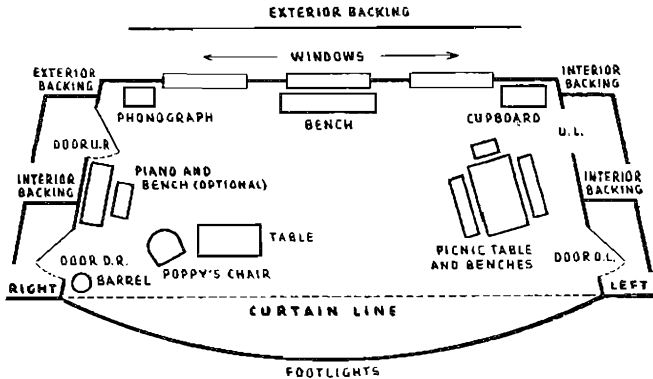 EXTERIOR BACKING
WINDOWS
EXTERIOR
BACKING
INTERIOR
BACKING
PHONOGRAPH
BENCH
CUPBOARD
DOOR U.R
U.L.
PIANO AND
BENCH (OPTIONAL)
INTERIOR
BACKING
INTERIOR
BACKING
TABLE
PICNIC TABLE
AND BENCHES
DOOR D.R.
POPPY'S CHAIR
DOOR D.L.
BARREL
RIGHT
LEFT
CURTAIN LINE
FOOTLIGHTS